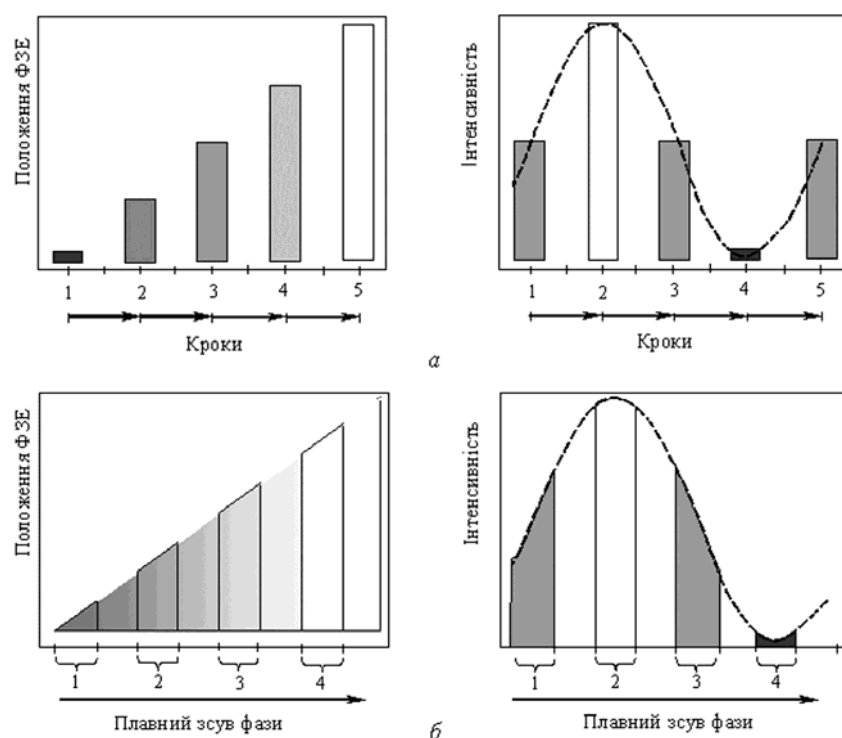 Положення ФЗЕ
1 2 3 4 5
Кроки
Інтенсивність
1 2 3 4 5
Кроки
а
Положення ФЗЕ
1 2 3 4
Плавний зсув фази
Інтенсивність
1 2 3 4
Плавний зсув фази
б